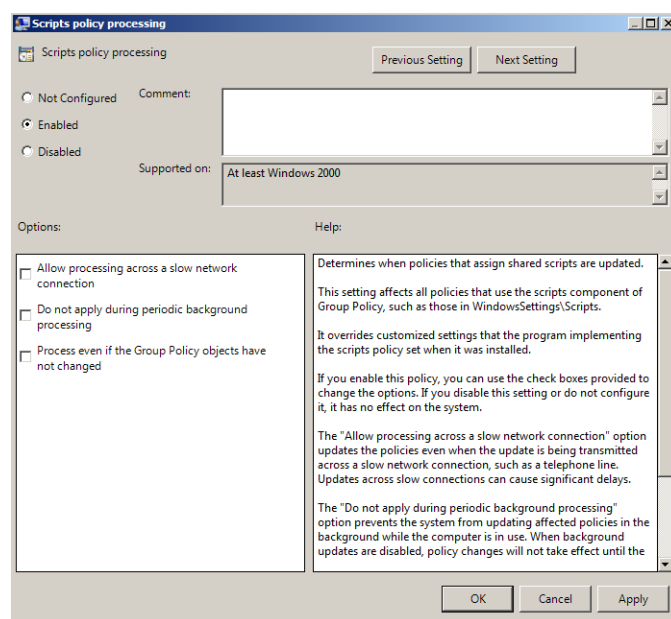 Scripts policy processing
Scripts policy processing
Previous Setting
Next Setting
Not Configured
Enabled
Disabled
Comment:
Supported on:
At least Windows 2000
Options:
Help:
Allow processing across a slow network
connection
Do not apply during periodic background
processing
Process even if the Group Policy objects have
not changed
Determines when policies that assign shared scripts are updated.
This setting affects all policies that use the scripts component of
Group Policy, such as those in WindowsSettings\Scripts.
It overrides customized settings that the program implementing
the scripts policy set when it was installed.
If you enable this policy, you can use the check boxes provided to
change the options. If you disable this setting or do not configure
it, it has no effect on the system.
The "Allow processing across a slow network connection" option
updates the policies even when the update is being transmitted
across a slow network connection, such as a telephone line.
Updates across slow connections can cause significant delays.
The "Do not apply during periodic background processing"
option prevents the system from updating affected policies in the
background while the computer is in use. When background
updates are disabled, policy changes will not take effect until the
OK
Cancel
Apply